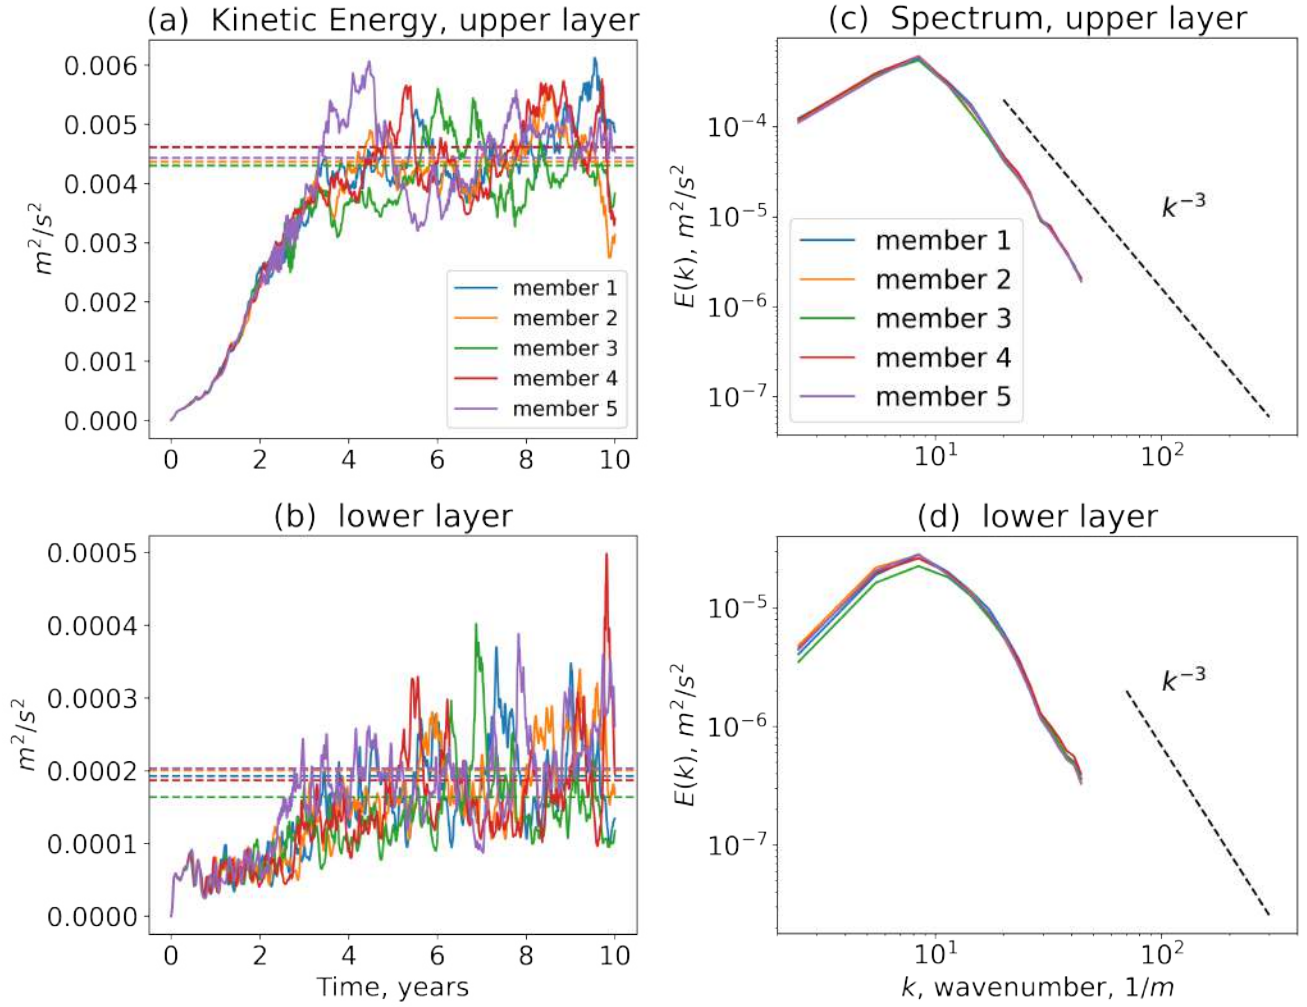 (a) Kinetic Energy, upper layer
m²/s²
0.006
0.005
0.004
0.003
0.002
0.001
0.000
member 1
member 2
member 3
member 4
member 5
0 2 4 6 8 10
(c) Spectrum, upper layer
E(k), m²/s²
10⁻⁴
10⁻⁵
10⁻⁶
10⁻⁷
k⁻³
member 1
member 2
member 3
member 4
member 5
10¹ 10²
(b) lower layer
m²/s²
0.0005
0.0004
0.0003
0.0002
0.0001
0.0000
0 2 4 6 8 10
Time, years
(d) lower layer
E(k), m²/s²
10⁻⁵
10⁻⁶
10⁻⁷
k⁻³
10¹ 10²
k, wavenumber, 1/m